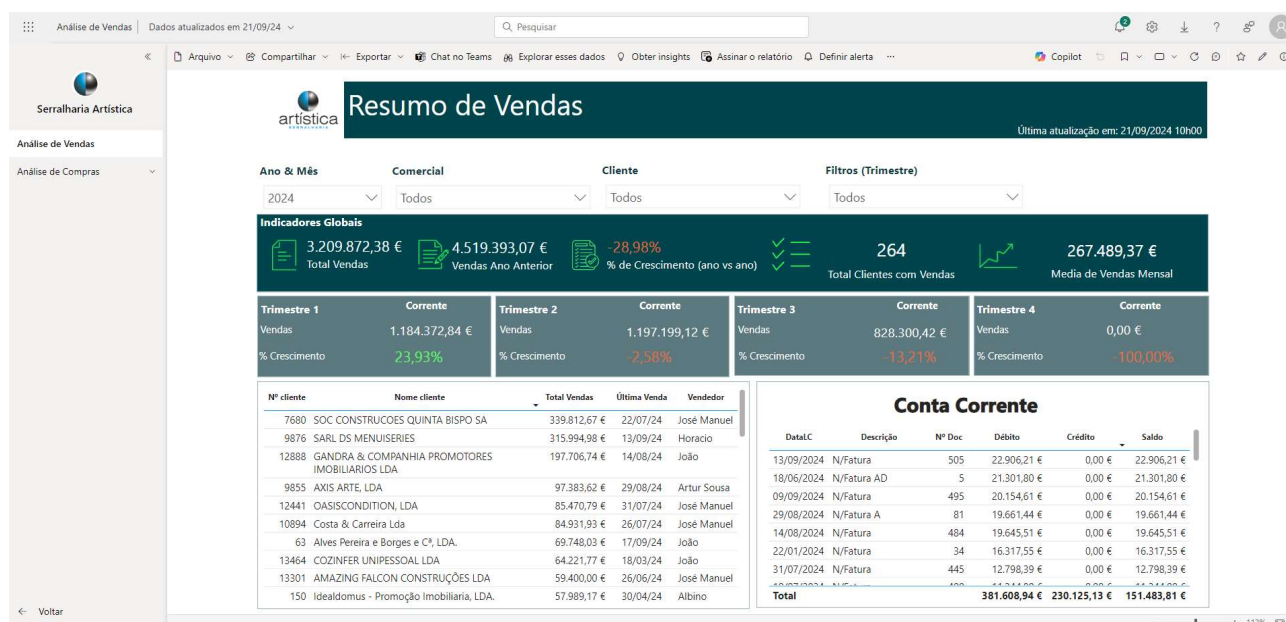 Análise de Vendas | Dados atualizados em 21/09/24
Pesquisar
2
Arquivo Compartilhar Exportar Chat no Teams Explorar esses dados Obter insights Assinar o relatório Definir alerta ... Copilot
Serralharia Artística
Análise de Vendas
Análise de Compras
Voltar
artística
SERRALHARIA
Resumo de Vendas
Última atualização em: 21/09/2024 10h00
Ano & Mês Comercial Cliente Filtros (Trimestre)
2024 Todos Todos Todos
Indicadores Globais
3.209.872,38 € 4.519.393,07 € -28,98% 264 267.489,37 €
Total Vendas Vendas Ano Anterior % de Crescimento (ano vs ano) Total Clientes com Vendas Media de Vendas Mensal
Trimestre 1 Corrente Trimestre 2 Corrente Trimestre 3 Corrente Trimestre 4 Corrente
Vendas 1.184.372,84 € Vendas 1.197.199,12 € Vendas 828.300,42 € Vendas 0,00 €
% Crescimento 23,93% % Crescimento -2,58% % Crescimento -13,21% % Crescimento -100,00%
Nº cliente Nome cliente Total Vendas Última Venda Vendedor
7680 SOC CONSTRUCOES QUINTA BISPO SA 339.812,67 € 22/07/24 José Manuel
9876 SARL DS MENUISERIES 315.994,98 € 13/09/24 Horacio
12888 GANDRA & COMPANHIA PROMOTORES 197.706,74 € 14/08/24 João
IMOBILIARIOS LDA
9855 AXIS ARTE, LDA 97.383,62 € 29/08/24 Artur Sousa
12441 OASISCONDITION, LDA 85.470,79 € 31/07/24 José Manuel
10894 Costa & Carreira Lda 84.931,93 € 26/07/24 José Manuel
63 Alves Pereira e Borges e Cª, LDA. 69.748,03 € 17/09/24 João
13464 COZINFER UNIPESSOAL LDA 64.221,77 € 18/03/24 João
13301 AMAZING FALCON CONSTRUÇÕES LDA 59.400,00 € 26/06/24 José Manuel
150 Idealdomus - Promoção Imobiliaria, LDA. 57.989,17 € 30/04/24 Albino
Conta Corrente
DataLC Descrição Nº Doc Débito Crédito Saldo
13/09/2024 N/Fatura 505 22.906,21 € 0,00 € 22.906,21 €
18/06/2024 N/Fatura AD 5 21.301,80 € 0,00 € 21.301,80 €
09/09/2024 N/Fatura 495 20.154,61 € 0,00 € 20.154,61 €
29/08/2024 N/Fatura A 81 19.661,44 € 0,00 € 19.661,44 €
14/08/2024 N/Fatura 484 19.645,51 € 0,00 € 19.645,51 €
22/01/2024 N/Fatura 34 16.317,55 € 0,00 € 16.317,55 €
31/07/2024 N/Fatura 445 12.798,39 € 0,00 € 12.798,39 €
Total 381.608,94 € 230.125,13 € 151.483,81 €